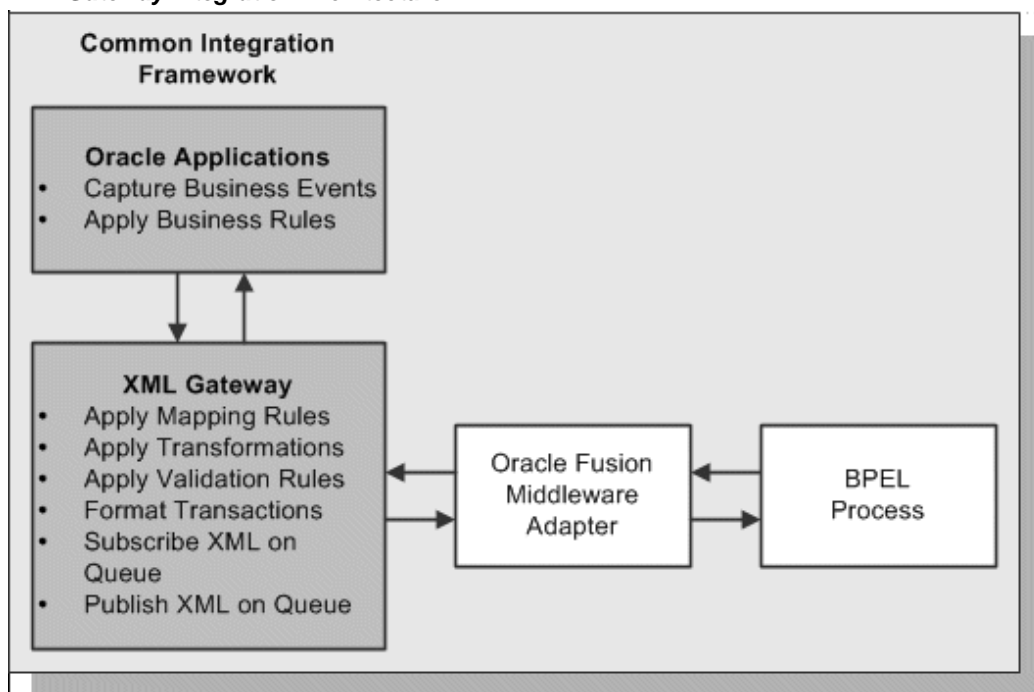 Common Integration
Framework
Oracle Applications
• Capture Business Events
• Apply Business Rules
XML Gateway
• Apply Mapping Rules
• Apply Transformations
• Apply Validation Rules
• Format Transactions
• Subscribe XML on
Queue
• Publish XML on Queue
Oracle Fusion
Middleware
Adapter
BPEL
Process